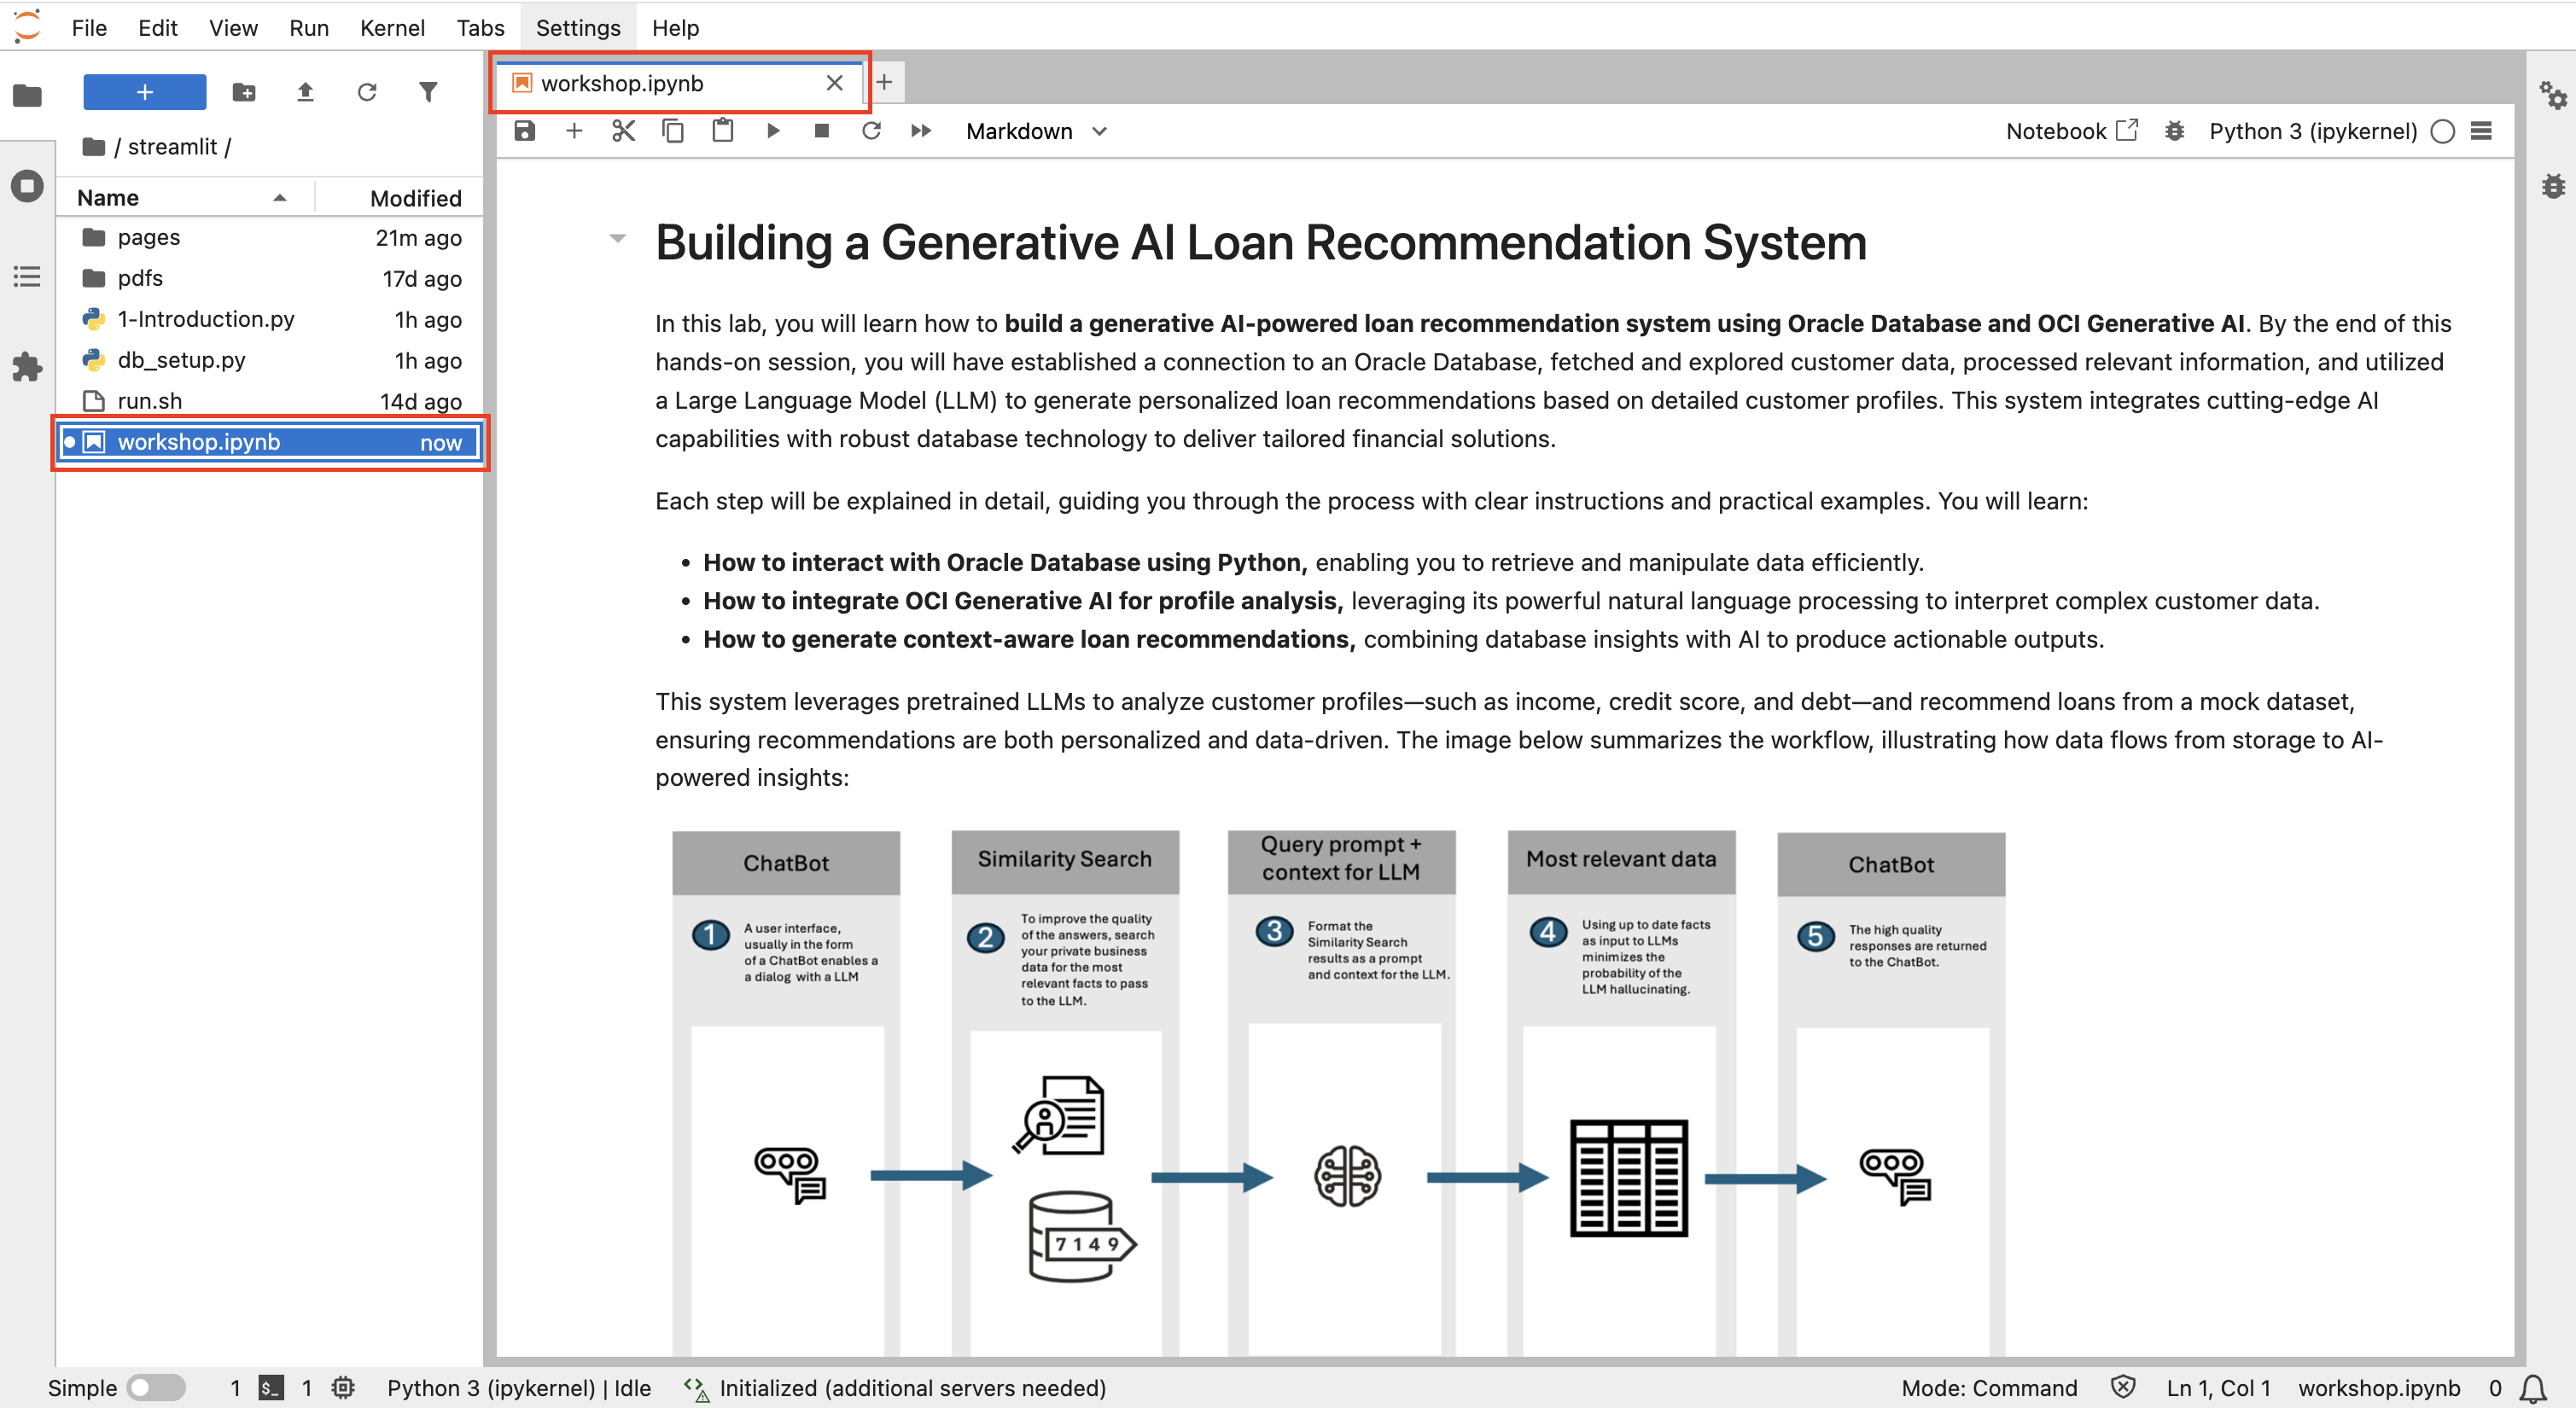 File Edit View Run Kernel Tabs Settings Help
+
/ streamlit /
Name Modified
pages 21m ago
pdfs 17d ago
1-Introduction.py 1h ago
db_setup.py 1h ago
run.sh 14d ago
workshop.ipynb now
workshop.ipynb
Markdown
Notebook
Python 3 (ipykernel)
Building a Generative AI Loan Recommendation System
In this lab, you will learn how to build a generative AI-powered loan recommendation system using Oracle Database and OCI Generative AI. By the end of this
hands-on session, you will have established a connection to an Oracle Database, fetched and explored customer data, processed relevant information, and utilized
a Large Language Model (LLM) to generate personalized loan recommendations based on detailed customer profiles. This system integrates cutting-edge AI
capabilities with robust database technology to deliver tailored financial solutions.
Each step will be explained in detail, guiding you through the process with clear instructions and practical examples. You will learn:
• How to interact with Oracle Database using Python, enabling you to retrieve and manipulate data efficiently.
• How to integrate OCI Generative AI for profile analysis, leveraging its powerful natural language processing to interpret complex customer data.
• How to generate context-aware loan recommendations, combining database insights with AI to produce actionable outputs.
This system leverages pretrained LLMs to analyze customer profiles—such as income, credit score, and debt—and recommend loans from a mock dataset,
ensuring recommendations are both personalized and data-driven. The image below summarizes the workflow, illustrating how data flows from storage to AI-
powered insights:
ChatBot
1
A user interface,
usually in the form
of a ChatBot enables a
a dialog with a LLM
Similarity Search
2
To improve the quality
of the answers, search
your private business
data for the most
relevant facts to pass
to the LLM.
7 1 4 9
Query prompt +
context for LLM
3
Format the
Similarity Search
results as a prompt
and context for the LLM.
Most relevant data
4
Using up to date facts
as input to LLMs
minimizes the
probability of the
LLM hallucinating.
ChatBot
5
The high quality
responses are returned
to the ChatBot.
Simple 1 $_ 1 Python 3 (ipykernel) | Idle Initialized (additional servers needed) Mode: Command Ln 1, Col 1 workshop.ipynb 0